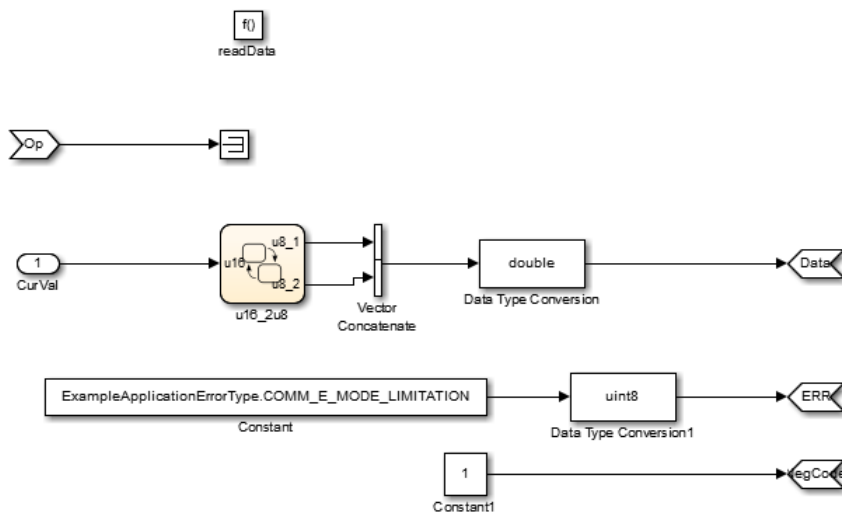 f()
readData
Op
1
CurVal
u16
u8_1
u8_2
u16_2u8
Vector
Concatenate
double
Data Type Conversion
Data
ExampleApplicationErrorType.COMM_E_MODE_LIMITATION
Constant
uint8
Data Type Conversion1
ERR
1
Constant1